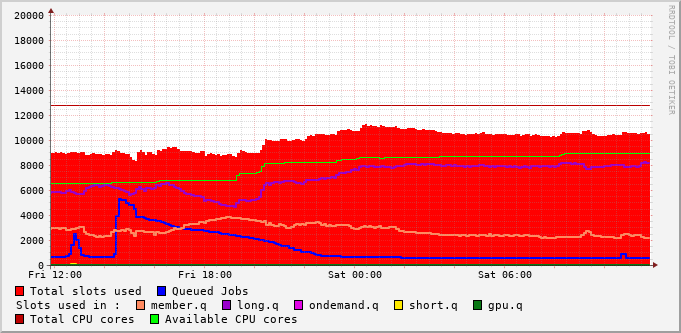 20000
18000
16000
14000
12000
10000
8000
6000
4000
2000
0
Fri 12:00 Fri 18:00 Sat 00:00 Sat 06:00
RRDTOOL / TOBI OETIKER
Total slots used Queued Jobs
Slots used in : member.q long.q ondemand.q short.q gpu.q
Total CPU cores Available CPU cores